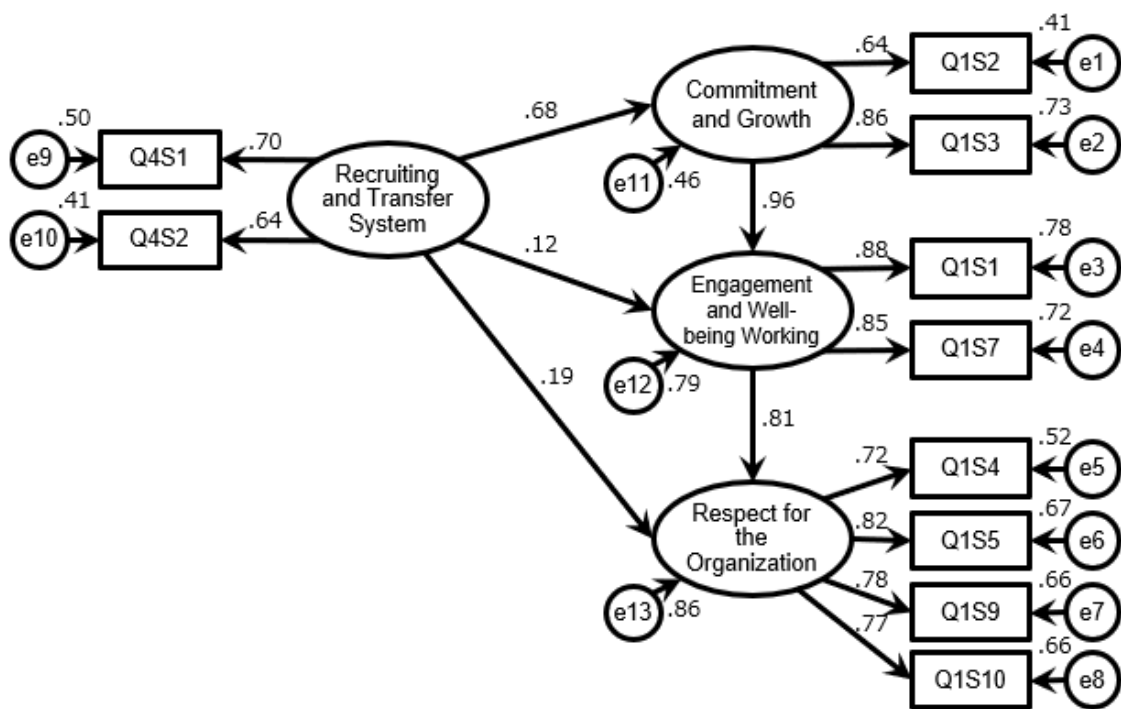 .50
e9
Q4S1
.70
.41
e10
Q4S2
.64
Recruiting
and Transfer
System
.68
.12
.19
Commitment
and Growth
e11
.46
.96
.64
Q1S2
.41
e1
.86
Q1S3
.73
e2
Engagement
and Well-
being Working
e12
.79
.81
.88
Q1S1
.78
e3
.85
Q1S7
.72
e4
Respect for
the
Organization
e13
.86
.72
Q1S4
.52
e5
.82
Q1S5
.67
e6
.78
Q1S9
.66
e7
.77
Q1S10
.66
e8